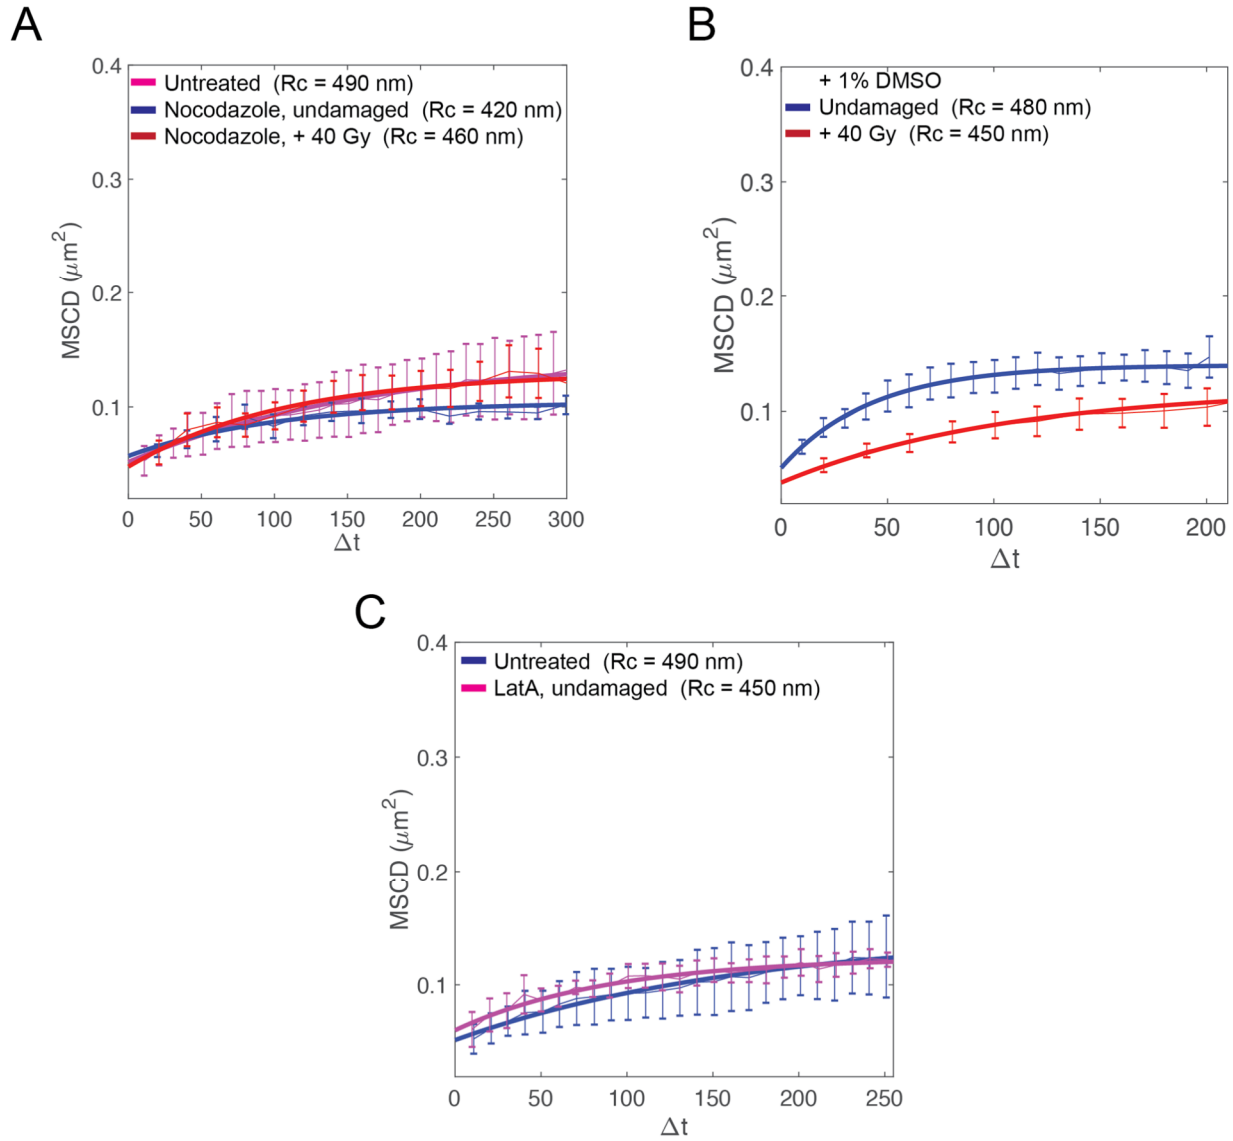 A
0.4
0.3
0.2
0.1
MSCD (μm²)
Untreated (Rc = 490 nm)
Nocodazole, undamaged (Rc = 420 nm)
Nocodazole, + 40 Gy (Rc = 460 nm)
0 50 100 150 200 250 300
Δt
B
0.4
0.3
0.2
0.1
MSCD (μm²)
+ 1% DMSO
Undamaged (Rc = 480 nm)
+ 40 Gy (Rc = 450 nm)
0 50 100 150 200
Δt
C
0.4
0.3
0.2
0.1
MSCD (μm²)
Untreated (Rc = 490 nm)
LatA, undamaged (Rc = 450 nm)
0 50 100 150 200 250
Δt